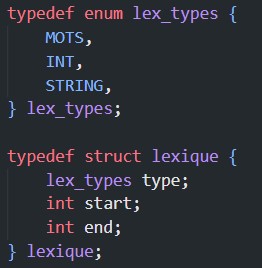 typedef enum lex_types {
    MOTS,
    INT,
    STRING,
} lex_types;

typedef struct lexique {
    lex_types type;
    int start;
    int end;
} lexique;